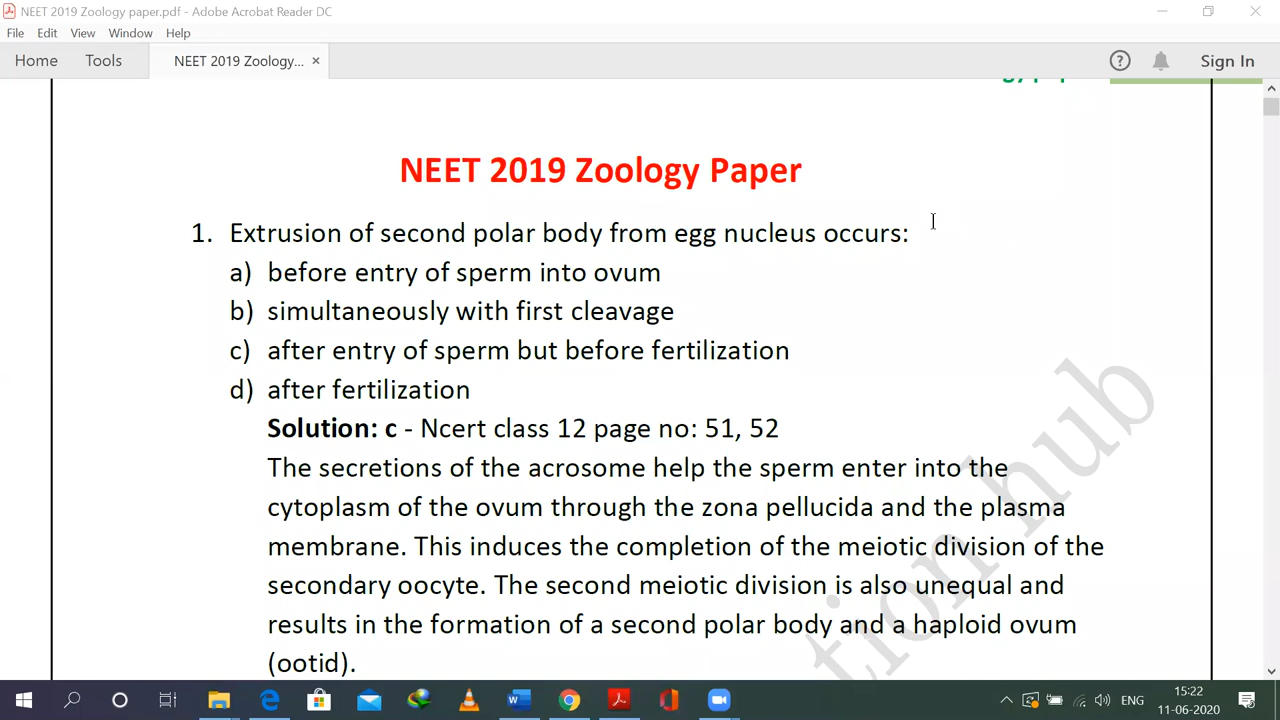 NEET 2019 Zoology paper.pdf - Adobe Acrobat Reader DC
File Edit View Window Help
Home Tools NEET 2019 Zoology... × Sign In
NEET 2019 Zoology Paper
1. Extrusion of second polar body from egg nucleus occurs:
a) before entry of sperm into ovum
b) simultaneously with first cleavage
c) after entry of sperm but before fertilization
d) after fertilization
Solution: c - Ncert class 12 page no: 51, 52
The secretions of the acrosome help the sperm enter into the
cytoplasm of the ovum through the zona pellucida and the plasma
membrane. This induces the completion of the meiotic division of the
secondary oocyte. The second meiotic division is also unequal and
results in the formation of a second polar body and a haploid ovum
(ootid).
tion hub
ENG 15:22
11-06-2020